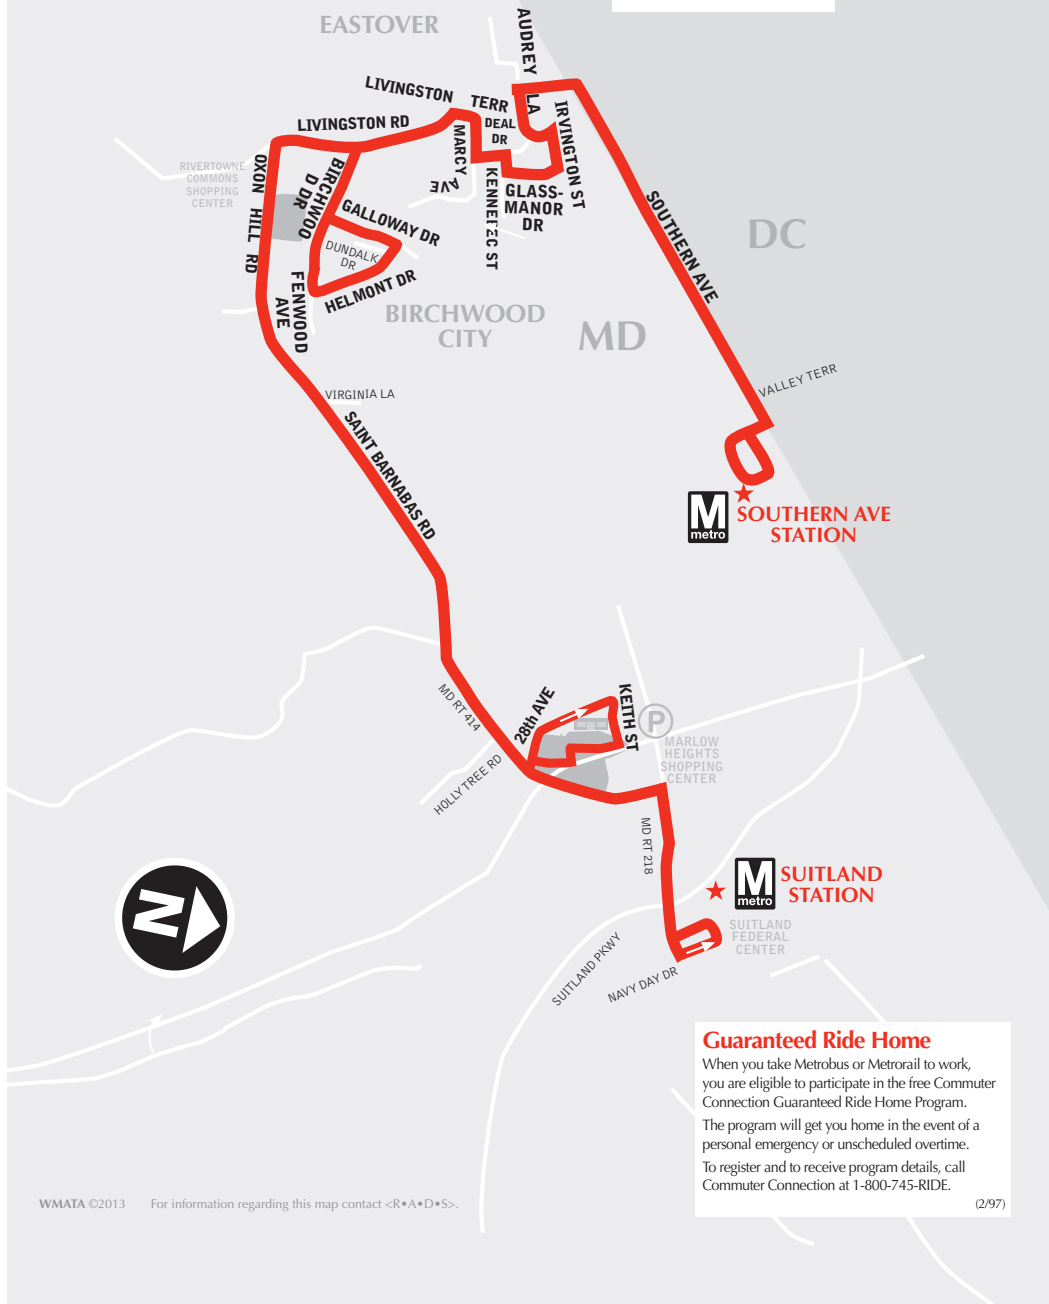 EASTOVER
AUDREY
LA
LIVINGSTON
TERR
LIVINGSTON RD
DEAL
DR
IRVINGTON ST
MARCY
AVE
KENNEBEC ST
GLASS-
MANOR
DR
RIVERTOWNE
COMMONS
SHOPPING
CENTER
OXON HILL RD
BIRCHWOO
D DR
GALLOWAY DR
DUNDALK
DR
HELMONT DR
FENWOOD
AVE
SOUTHERN AVE
DC
BIRCHWOOD
CITY
MD
VALLEY TERR
VIRGINIA LA
SAINT BARNABAS RD
M
metro
SOUTHERN AVE
STATION
MD RT 414
28th AVE
KEITH ST
P
MARLOW
HEIGHTS
SHOPPING
CENTER
HOLLY TREE RD
MD RT 218
M
metro
SUITLAND
STATION
SUITLAND
FEDERAL
CENTER
N
SUITLAND PKWY
NAVY DAY DR
Guaranteed Ride Home
When you take Metrobus or Metrorail to work,
you are eligible to participate in the free Commuter
Connection Guaranteed Ride Home Program.
The program will get you home in the event of a
personal emergency or unscheduled overtime.
To register and to receive program details, call
Commuter Connection at 1-800-745-RIDE.
(2/97)
WMATA ©2013 For information regarding this map contact <R•A•D•S>.